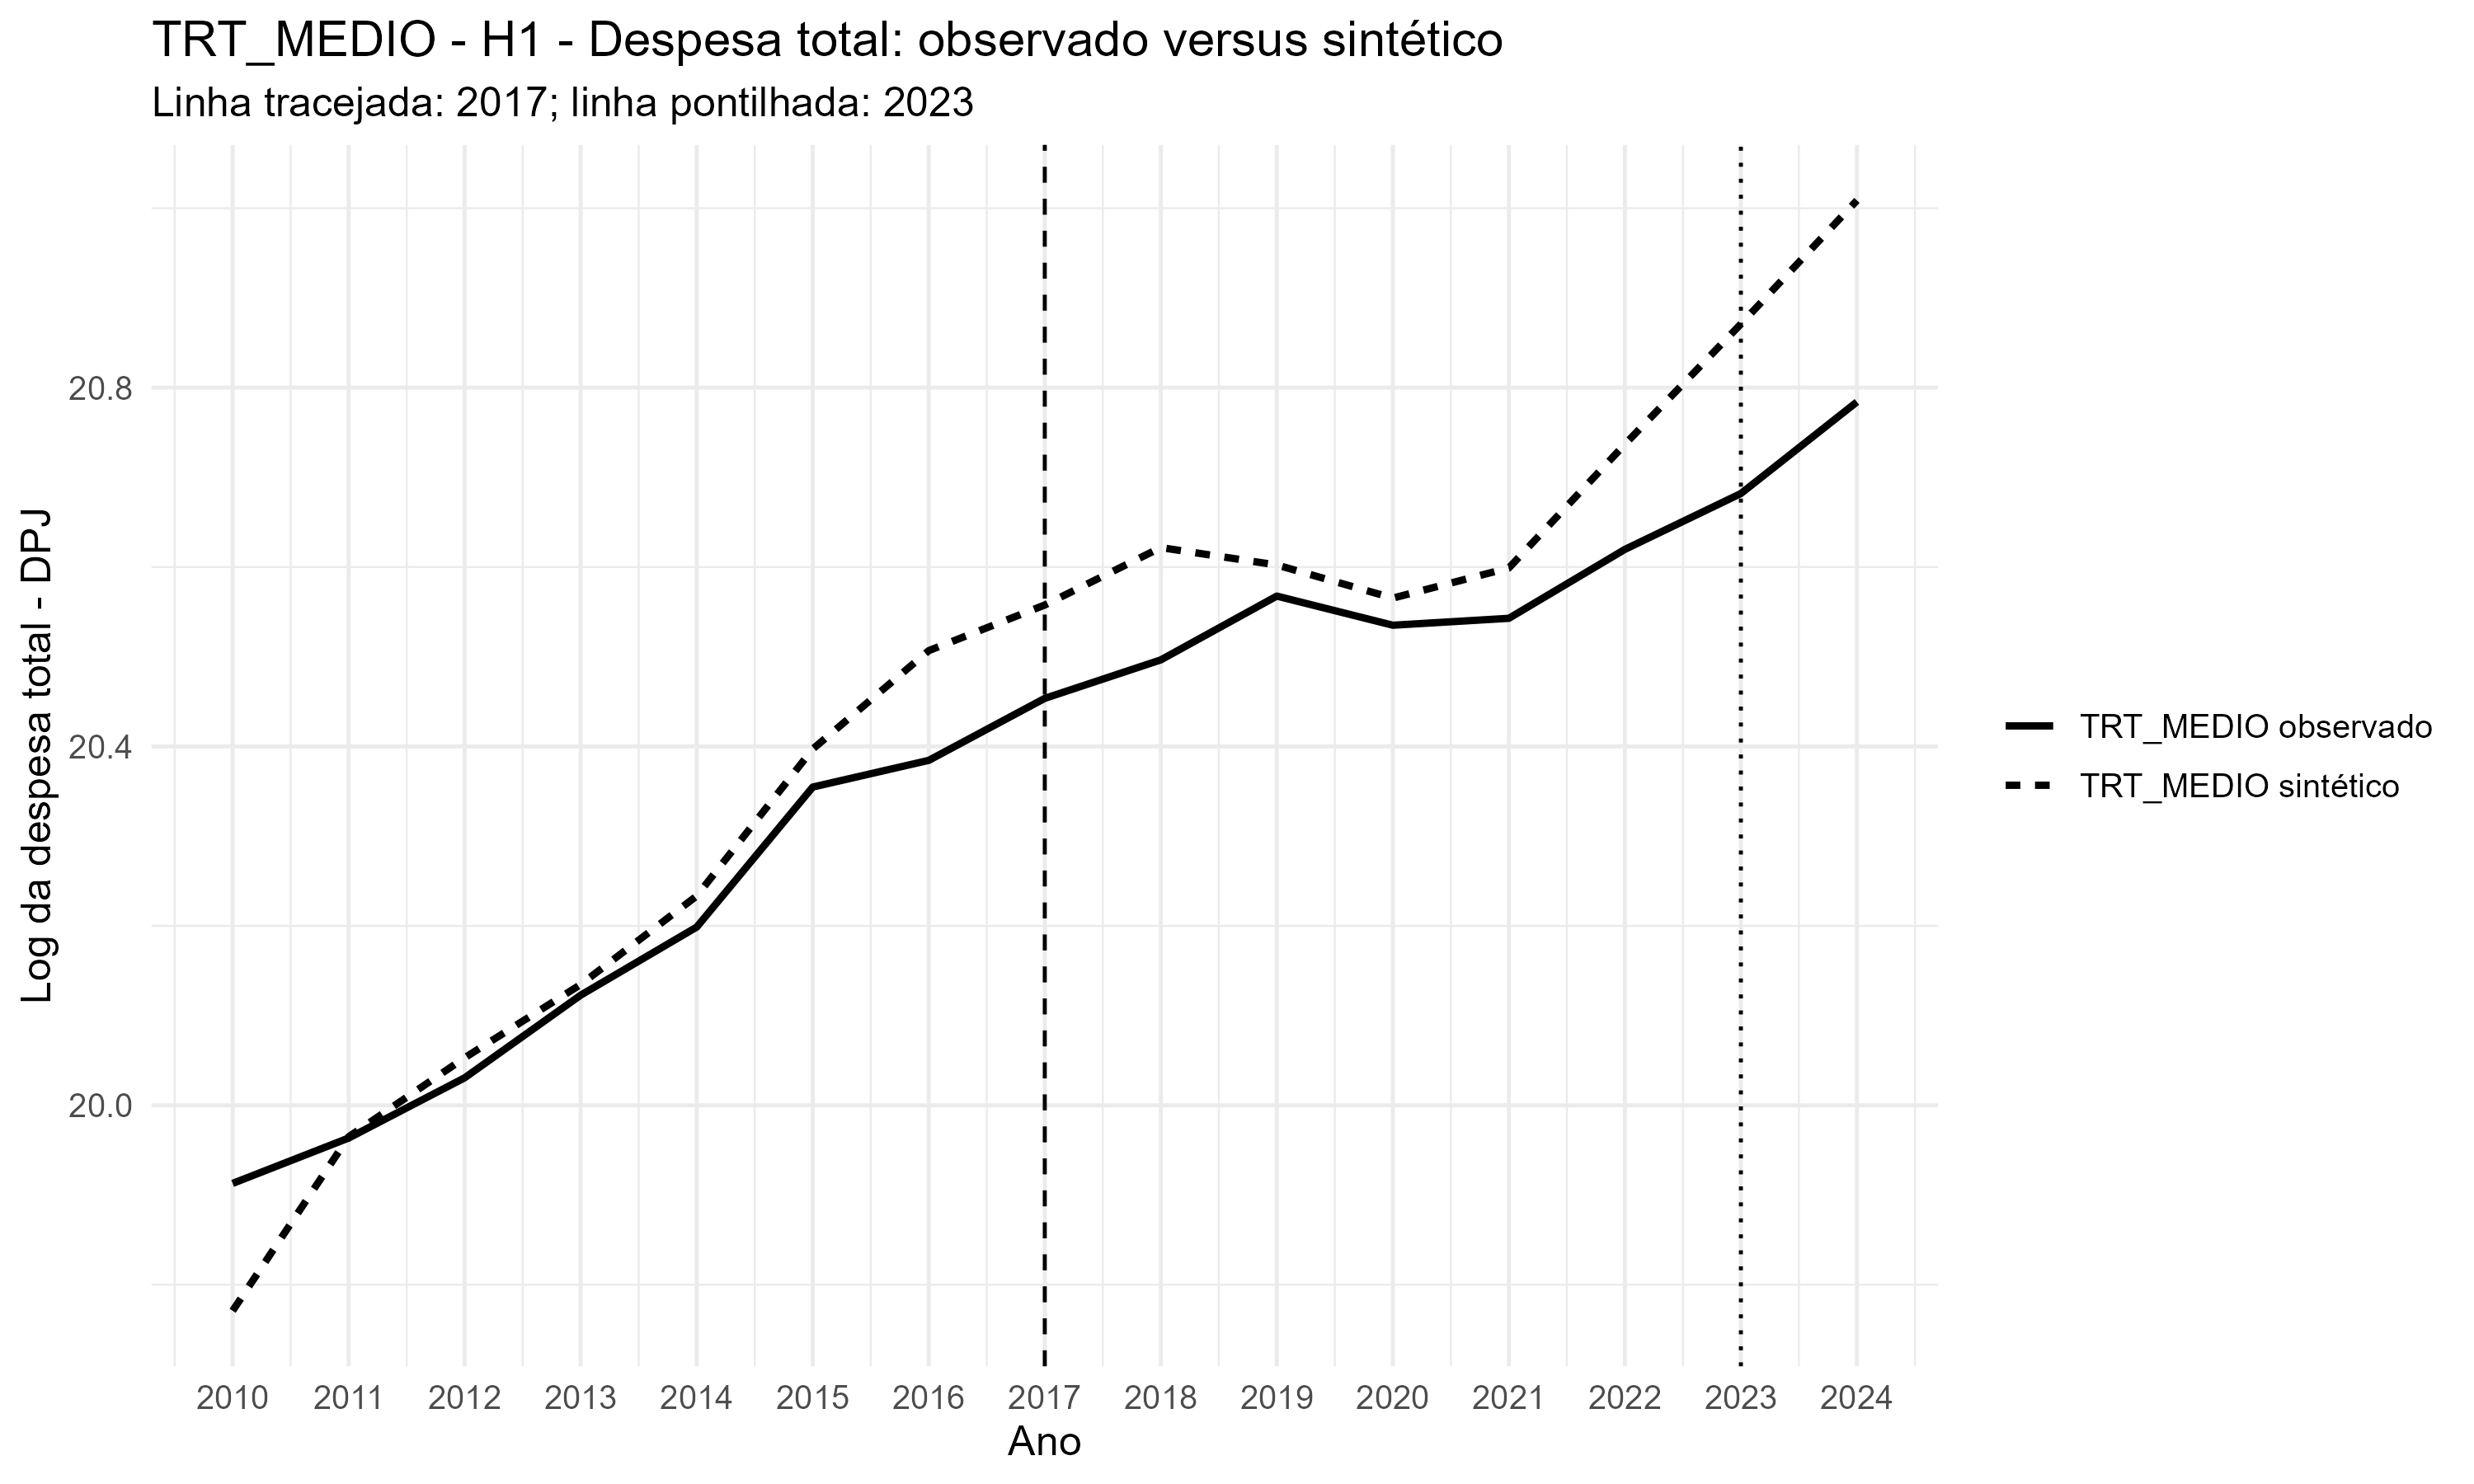 TRT_MEDIO - H1 - Despesa total: observado versus sintético
Linha tracejada: 2017; linha pontilhada: 2023
Log da despesa total - DPJ
20.8
20.4
20.0
TRT_MEDIO observado
TRT_MEDIO sintético
2010 2011 2012 2013 2014 2015 2016 2017 2018 2019 2020 2021 2022 2023 2024
Ano